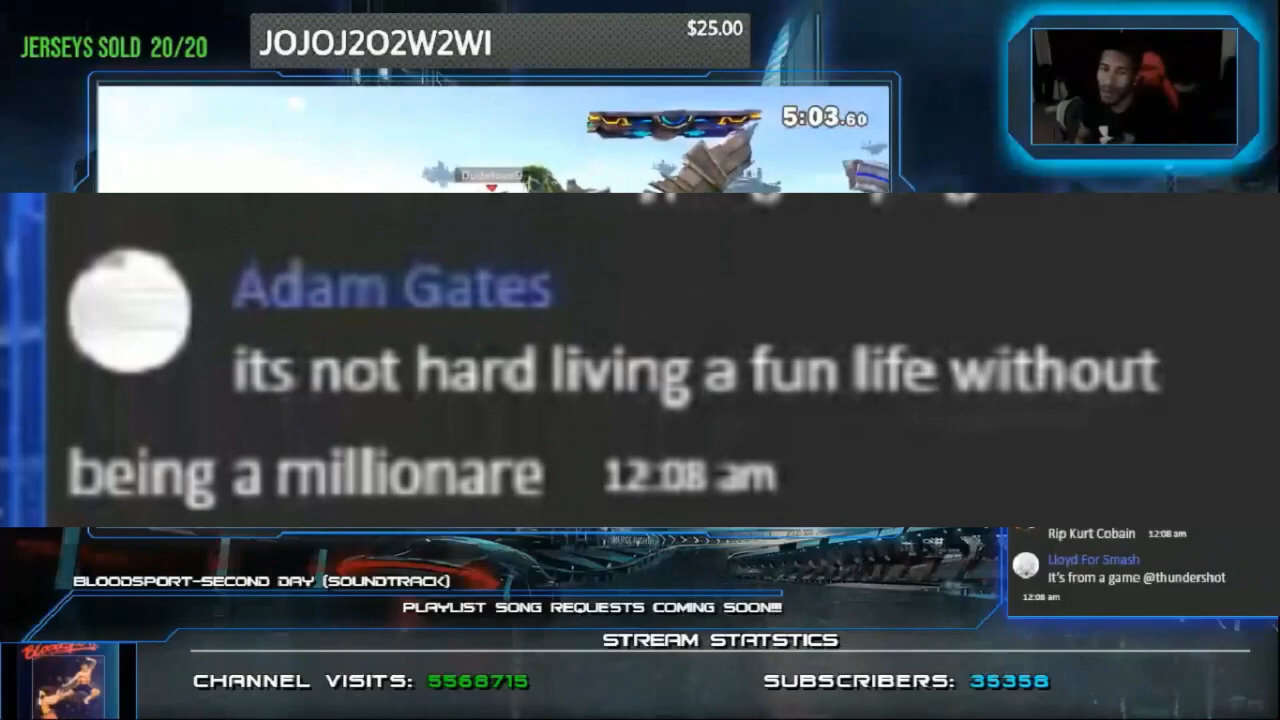 JERSEYS SOLD 20/20
JOJOJ2O2W2WI
$25.00
5:03.60
Adam Gates
its not hard living a fun life without
being a millionare 12:08 am
Rip Kurt Cobain 12:08 am
Lloyd For Smash
It's from a game @thundershot
12:08 am
BLOODSPORT-SECOND DAY (SOUNDTRACK)
PLAYLIST SONG REQUESTS COMING SOON!!!
STREAM STATSTICS
CHANNEL VISITS: 5568715
SUBSCRIBERS: 35358